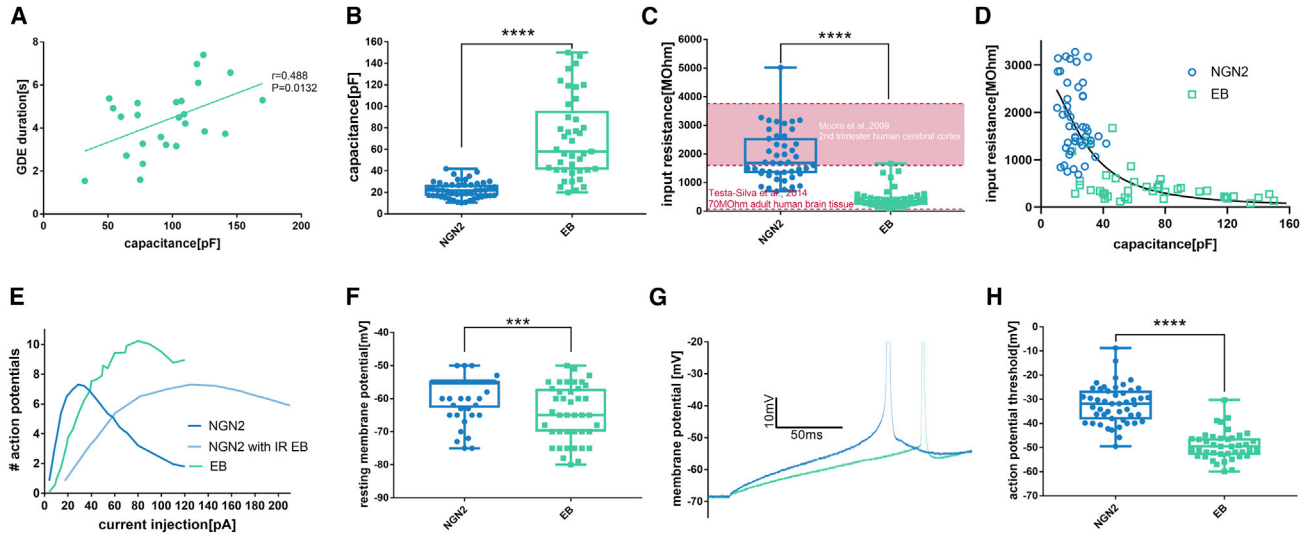 A
GDE duration[s]
8
6
4
2
0
0
50
100
150
200
capacitance[pF]
r=0.488
P=0.0132
B
****
capacitance[pF]
160
140
120
100
80
60
40
20
0
NGN2
EB
C
****
input resistance[MOhm]
6000
5000
4000
3000
2000
1000
0
Moore et al.,2009
2nd trimester human cerebral cortex
Testa-Silva et al., 2014
70MOhm adult human brain tissue
NGN2
EB
D
input resistance[MOhm]
3000
2000
1000
0
0
40
80
120
160
capacitance[pF]
NGN2
EB
E
# action potentials
10
8
6
4
2
0
0
20
40
60
80
100
120
140
160
180
200
current injection[pA]
NGN2
NGN2 with IR EB
EB
F
***
resting membrane potential[mV]
-40
-50
-60
-70
-80
-90
NGN2
EB
G
membrane potential [mV]
-20
-30
-40
-50
-60
-70
10mV
50ms
H
****
action potential threshold[mV]
0
-10
-20
-30
-40
-50
-60
-70
NGN2
EB